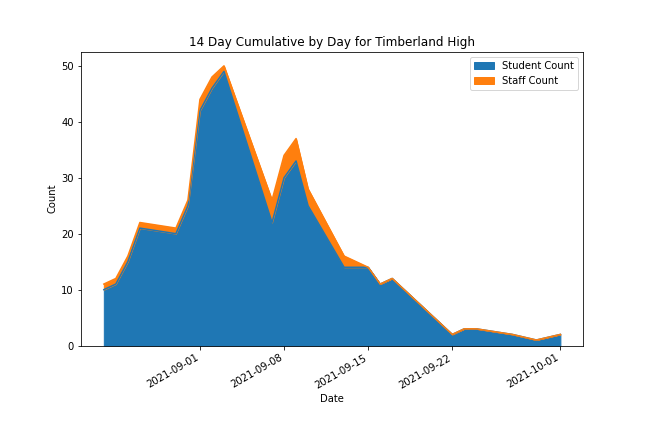 14 Day Cumulative by Day for Timberland High
Student Count
Staff Count
50
40
30
20
10
0
Count
2021-09-01
2021-09-08
2021-09-15
2021-09-22
2021-10-01
Date